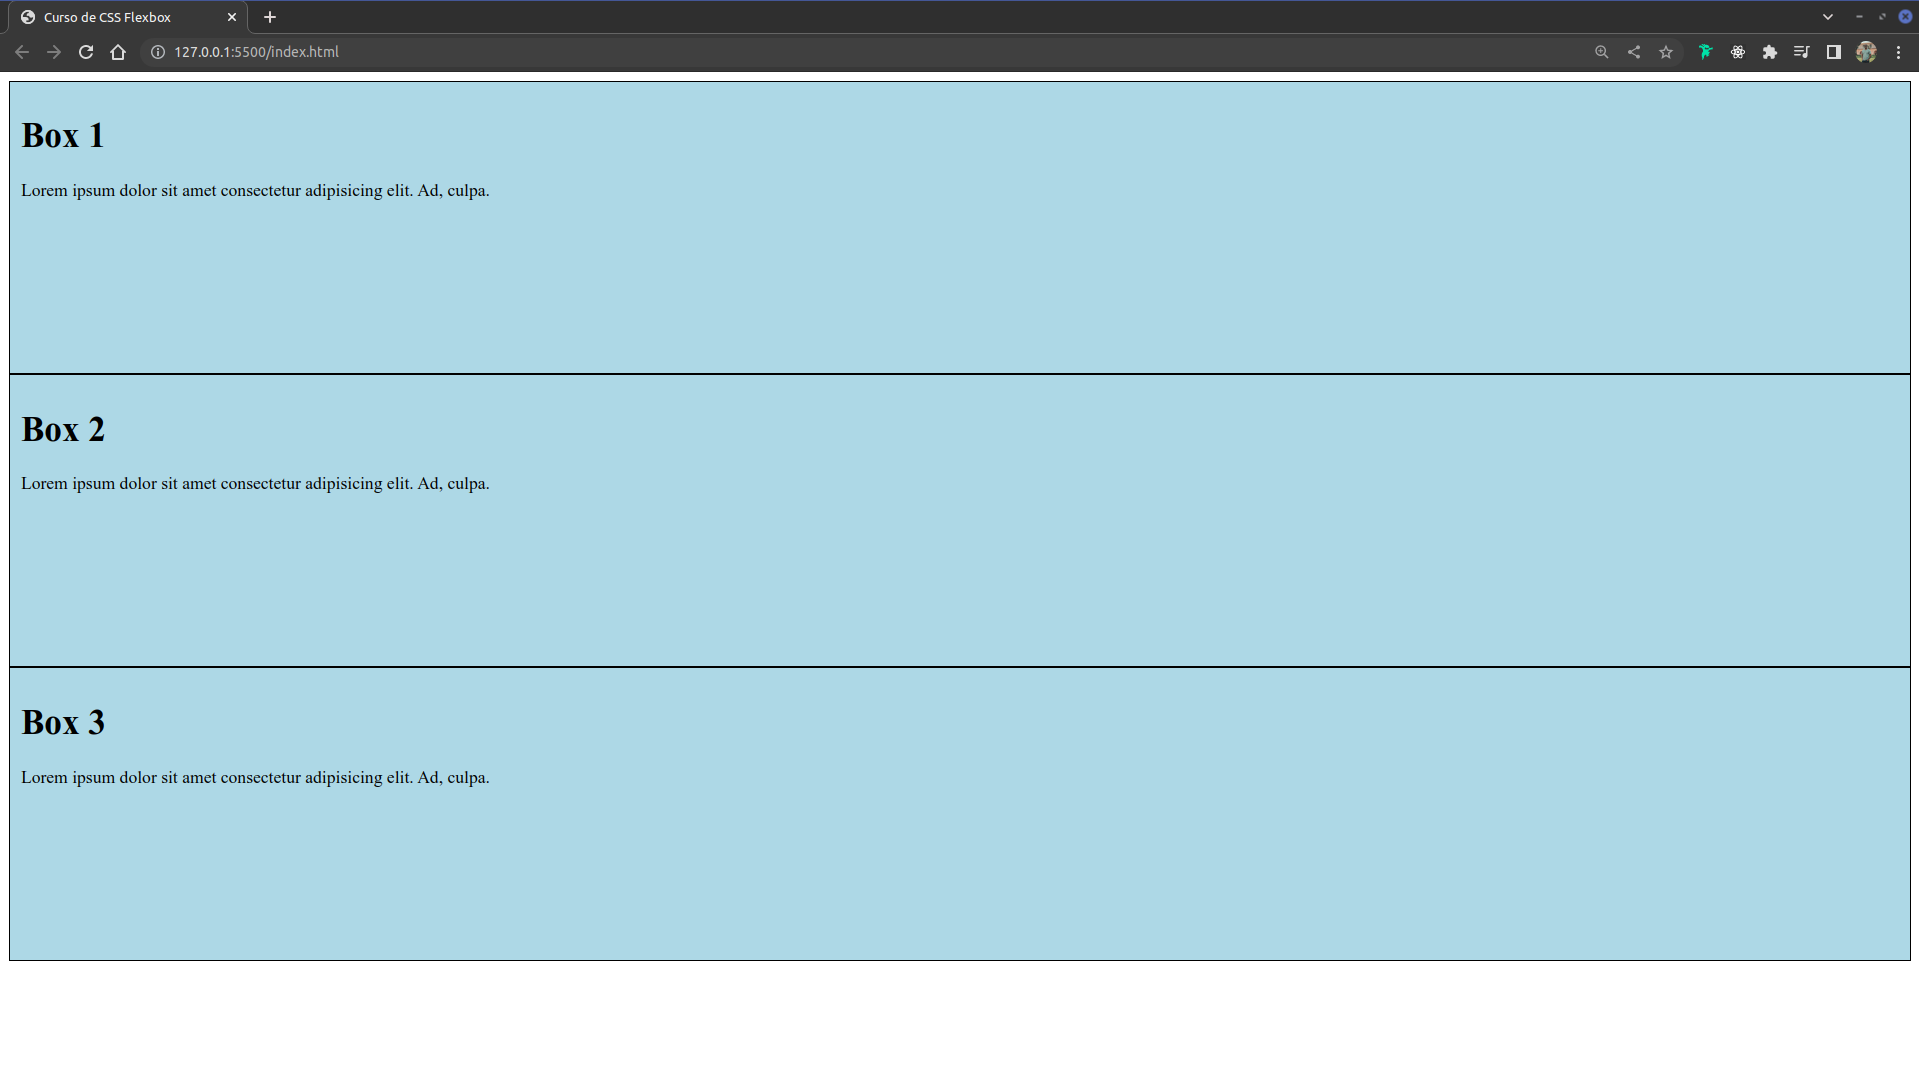 Curso de CSS Flexbox
127.0.0.1:5500/index.html
Box 1
Lorem ipsum dolor sit amet consectetur adipisicing elit. Ad, culpa.
Box 2
Lorem ipsum dolor sit amet consectetur adipisicing elit. Ad, culpa.
Box 3
Lorem ipsum dolor sit amet consectetur adipisicing elit. Ad, culpa.